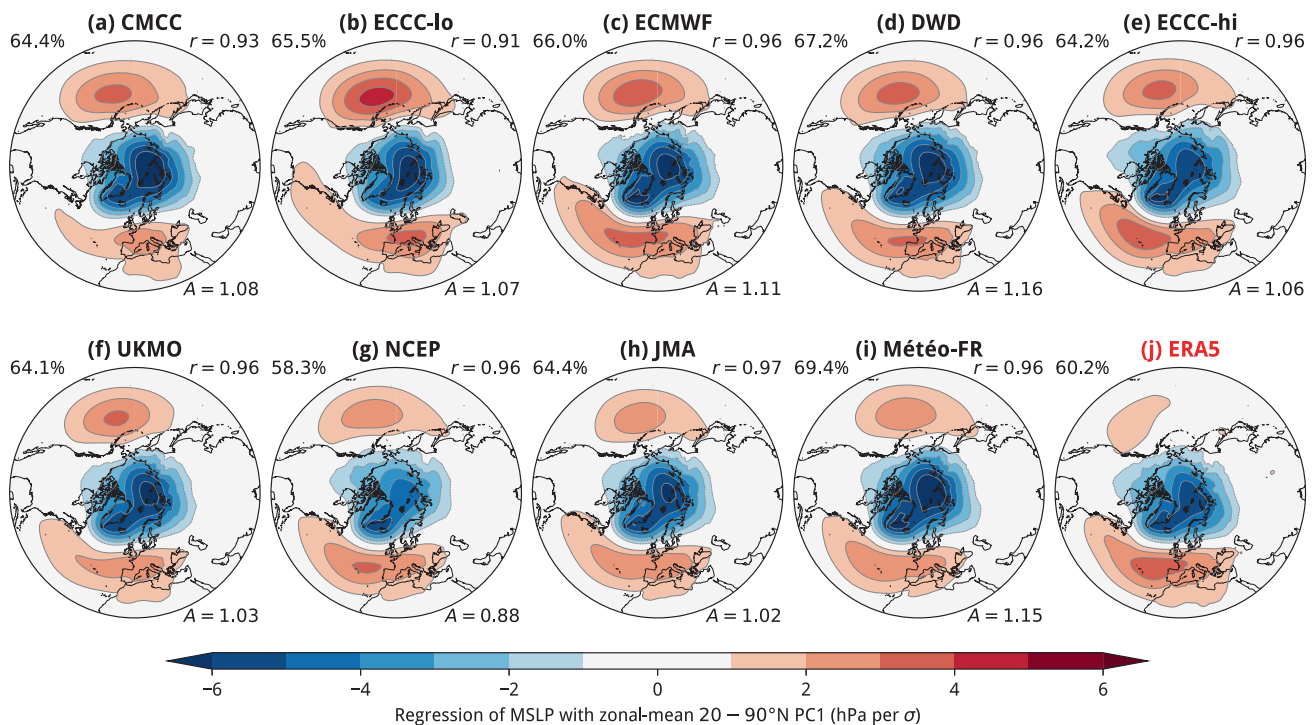 (a) CMCC (b) ECCC-lo (c) ECMWF (d) DWD (e) ECCC-hi
64.4% r = 0.93 65.5% r = 0.91 66.0% r = 0.96 67.2% r = 0.96 64.2% r = 0.96
A = 1.08 A = 1.07 A = 1.11 A = 1.16 A = 1.06
(f) UKMO (g) NCEP (h) JMA (i) Météo-FR (j) ERA5
64.1% r = 0.96 58.3% r = 0.96 64.4% r = 0.97 69.4% r = 0.96 60.2%
A = 1.03 A = 0.88 A = 1.02 A = 1.15
−6 −4 −2 0 2 4 6
Regression of MSLP with zonal-mean 20 − 90°N PC1 (hPa per σ)